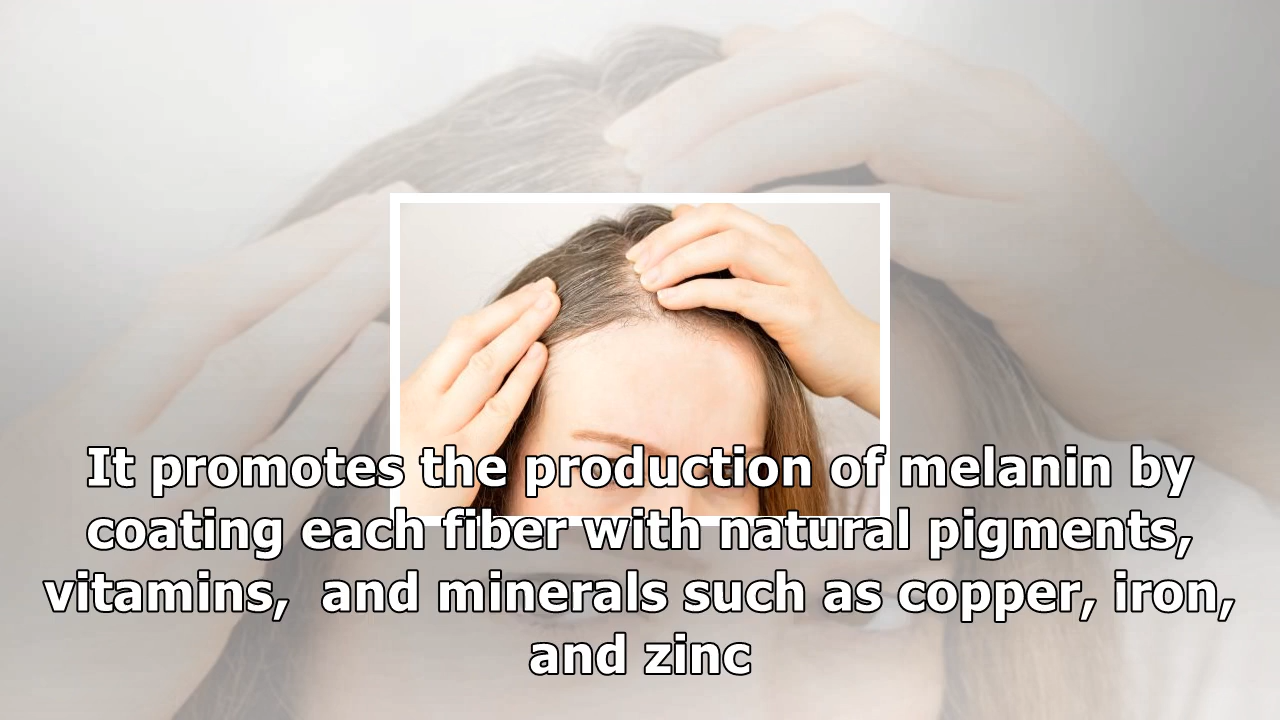 It promotes the production of melanin by
coating each fiber with natural pigments,
vitamins,  and minerals such as copper, iron,
and zinc